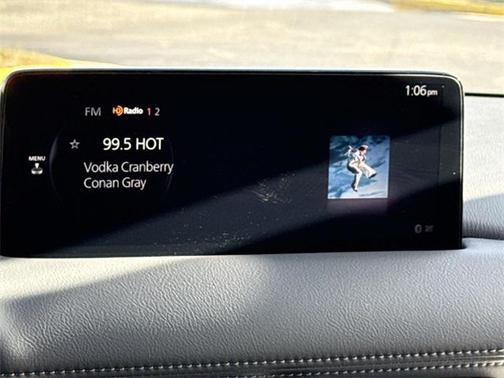 1:06pm
FM HD Radio 1 2
☆ 99.5 HOT
MENU
Vodka Cranberry
Conan Gray